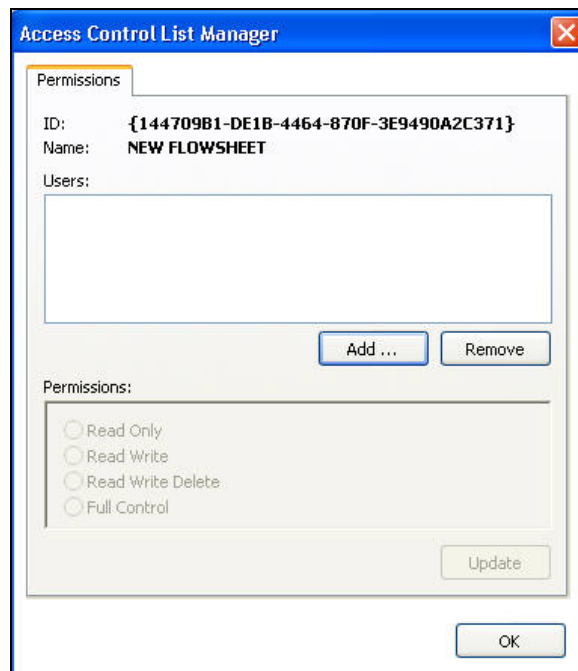 Access Control List Manager
Permissions
ID: {144709B1-DE1B-4464-870F-3E9490A2C371}
Name: NEW FLOWSHEET
Users:
Add ... Remove
Permissions:
Read Only
Read Write
Read Write Delete
Full Control
Update
OK